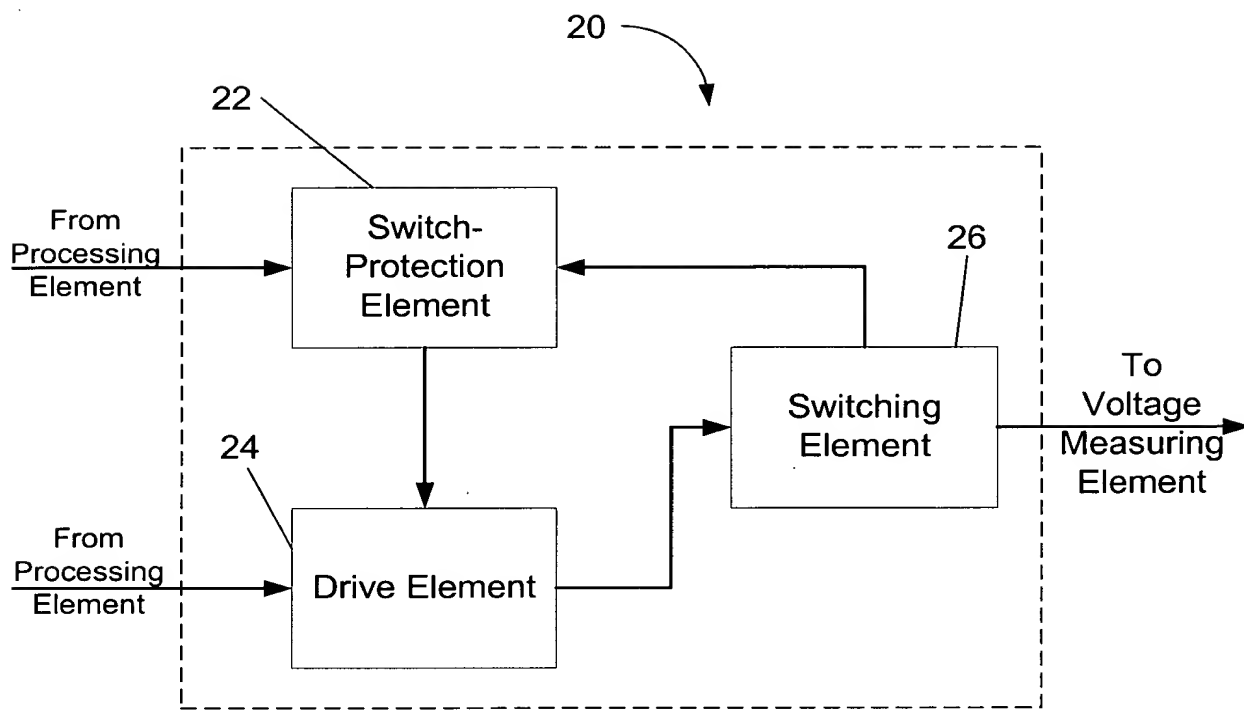 20
22
From
Processing
Element
Switch-
Protection
Element
26
Switching
Element
To
Voltage
Measuring
Element
24
From
Processing
Element
Drive Element